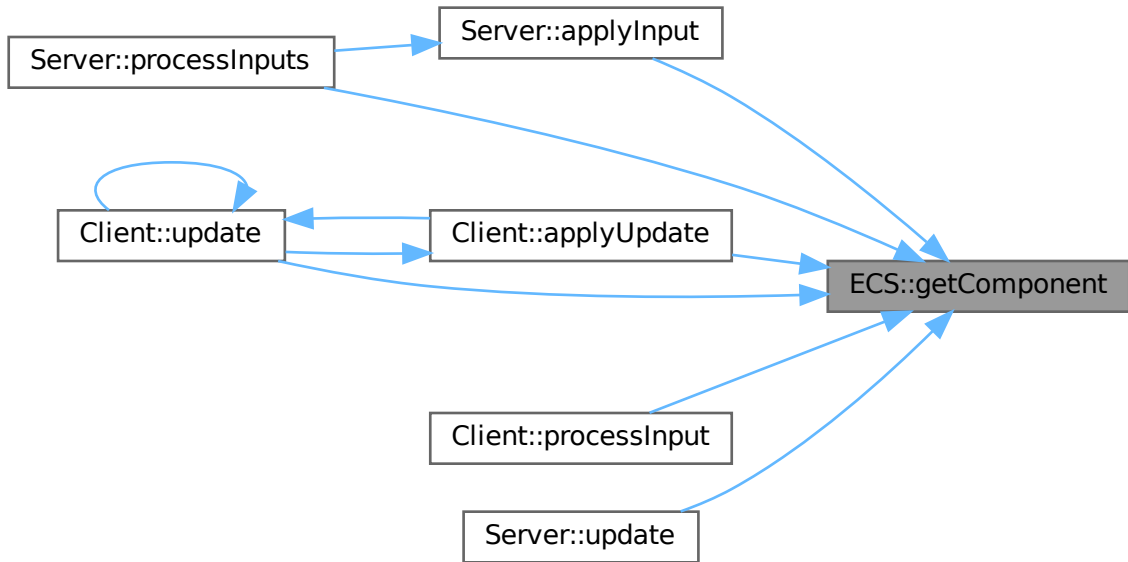 Server::applyInput
Server::processInputs
Client::update
Client::applyUpdate
ECS::getComponent
Client::processInput
Server::update